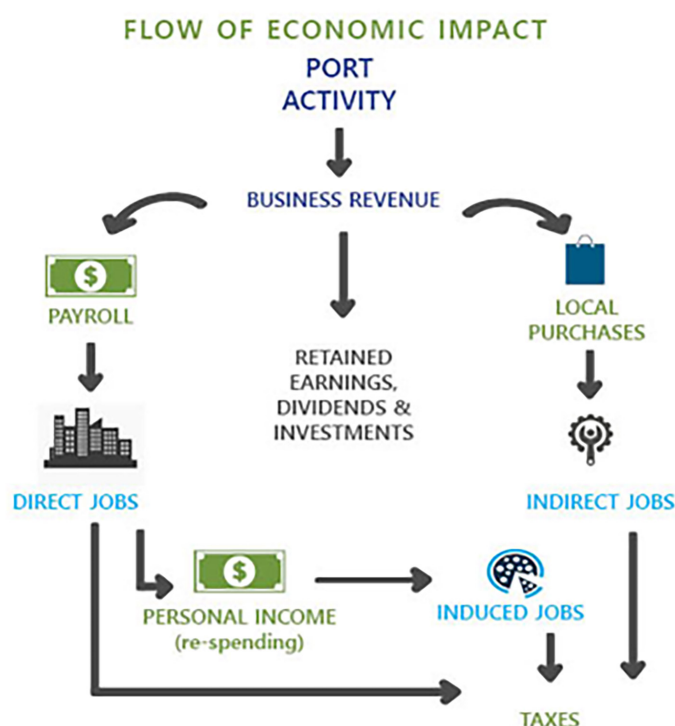 FLOW OF ECONOMIC IMPACT
PORT
ACTIVITY
BUSINESS REVENUE
$
PAYROLL
LOCAL
PURCHASES
RETAINED
EARNINGS,
DIVIDENDS &
INVESTMENTS
DIRECT JOBS
INDIRECT JOBS
$
PERSONAL INCOME
(re-spending)
INDUCED JOBS
TAXES